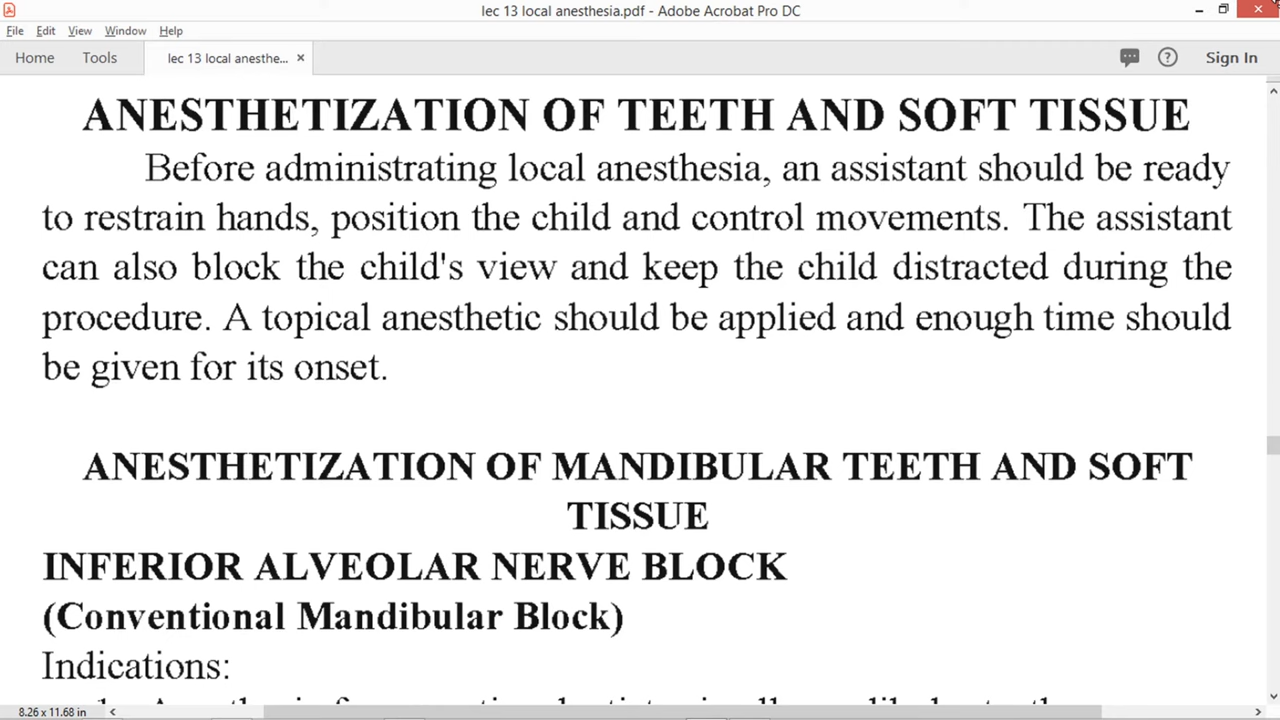 lec 13 local anesthesia.pdf - Adobe Acrobat Pro DC
File Edit View Window Help
Home Tools lec 13 local anesthe... × Sign In
ANESTHETIZATION OF TEETH AND SOFT TISSUE
Before administrating local anesthesia, an assistant should be ready
to restrain hands, position the child and control movements. The assistant
can also block the child's view and keep the child distracted during the
procedure. A topical anesthetic should be applied and enough time should
be given for its onset.
ANESTHETIZATION OF MANDIBULAR TEETH AND SOFT
TISSUE
INFERIOR ALVEOLAR NERVE BLOCK
(Conventional Mandibular Block)
Indications:
8.26 x 11.68 in